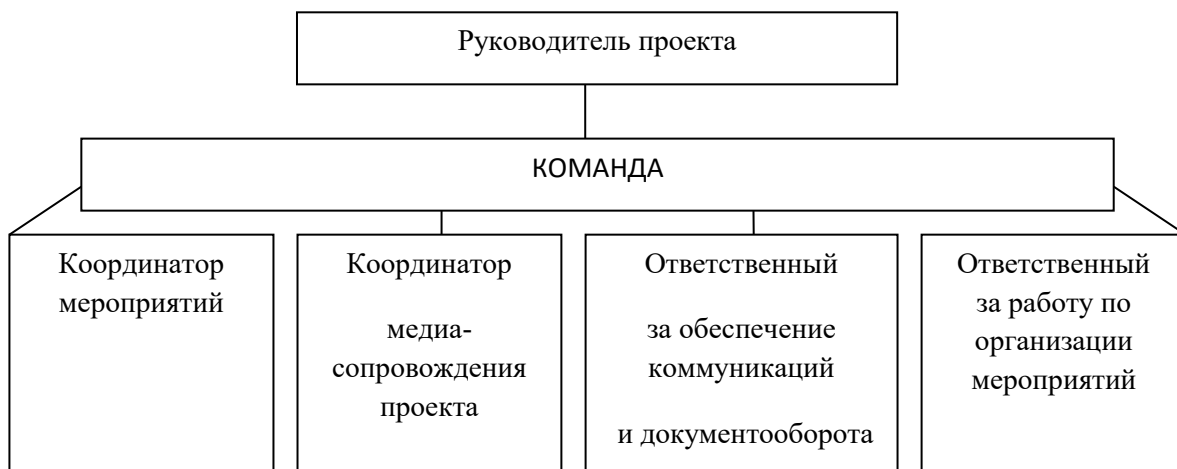 Руководитель проекта
КОМАНДА
Координатор
мероприятий
Координатор
медиа-
сопровождения
проекта
Ответственный
за обеспечение
коммуникаций
и документооборота
Ответственный
за работу по
организации
мероприятий